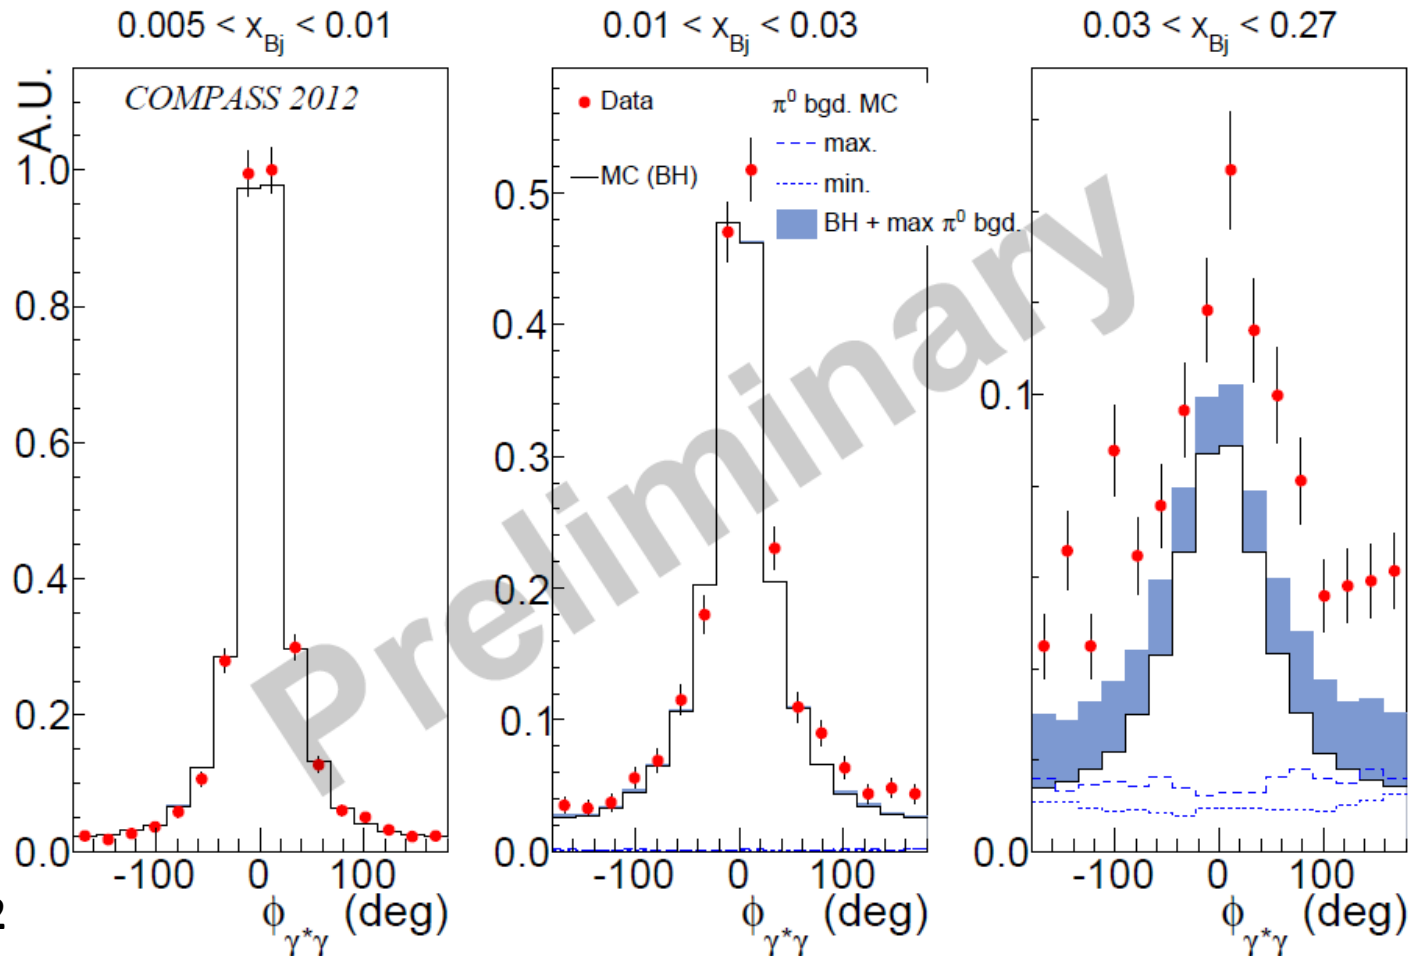 0.005 < x_Bj < 0.01
0.01 < x_Bj < 0.03
0.03 < x_Bj < 0.27
A.U.
COMPASS 2012
1.0
0.8
0.6
0.4
0.2
0.0
-100 0 100
ϕ_γ*γ (deg)
Data
MC (BH)
π⁰ bgd. MC
max.
min.
BH + max π⁰ bgd.
0.5
0.4
0.3
0.2
0.1
0.0
-100 0 100
ϕ_γ*γ (deg)
0.1
0.0
-100 0 100
ϕ_γ*γ (deg)
Preliminary
2